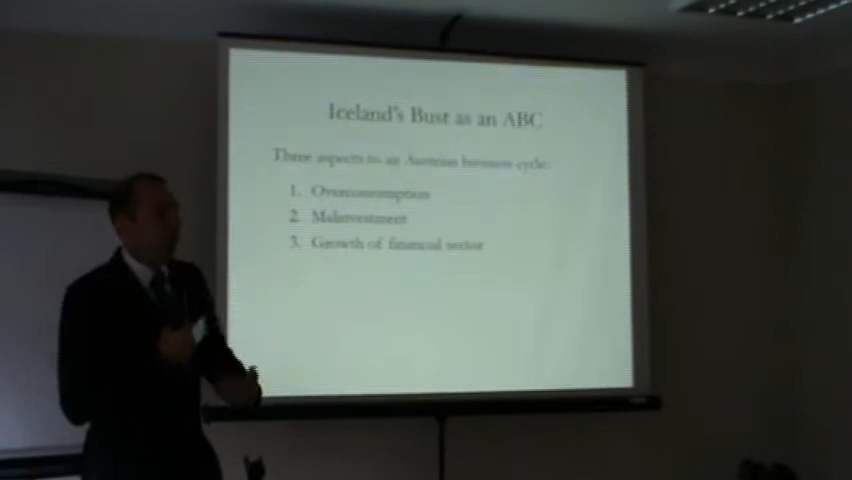 Iceland's Bust as an ABC
Three aspects to an Austrian business cycle:
1. Overconsumption
2. Malinvestment
3. Growth of financial sector